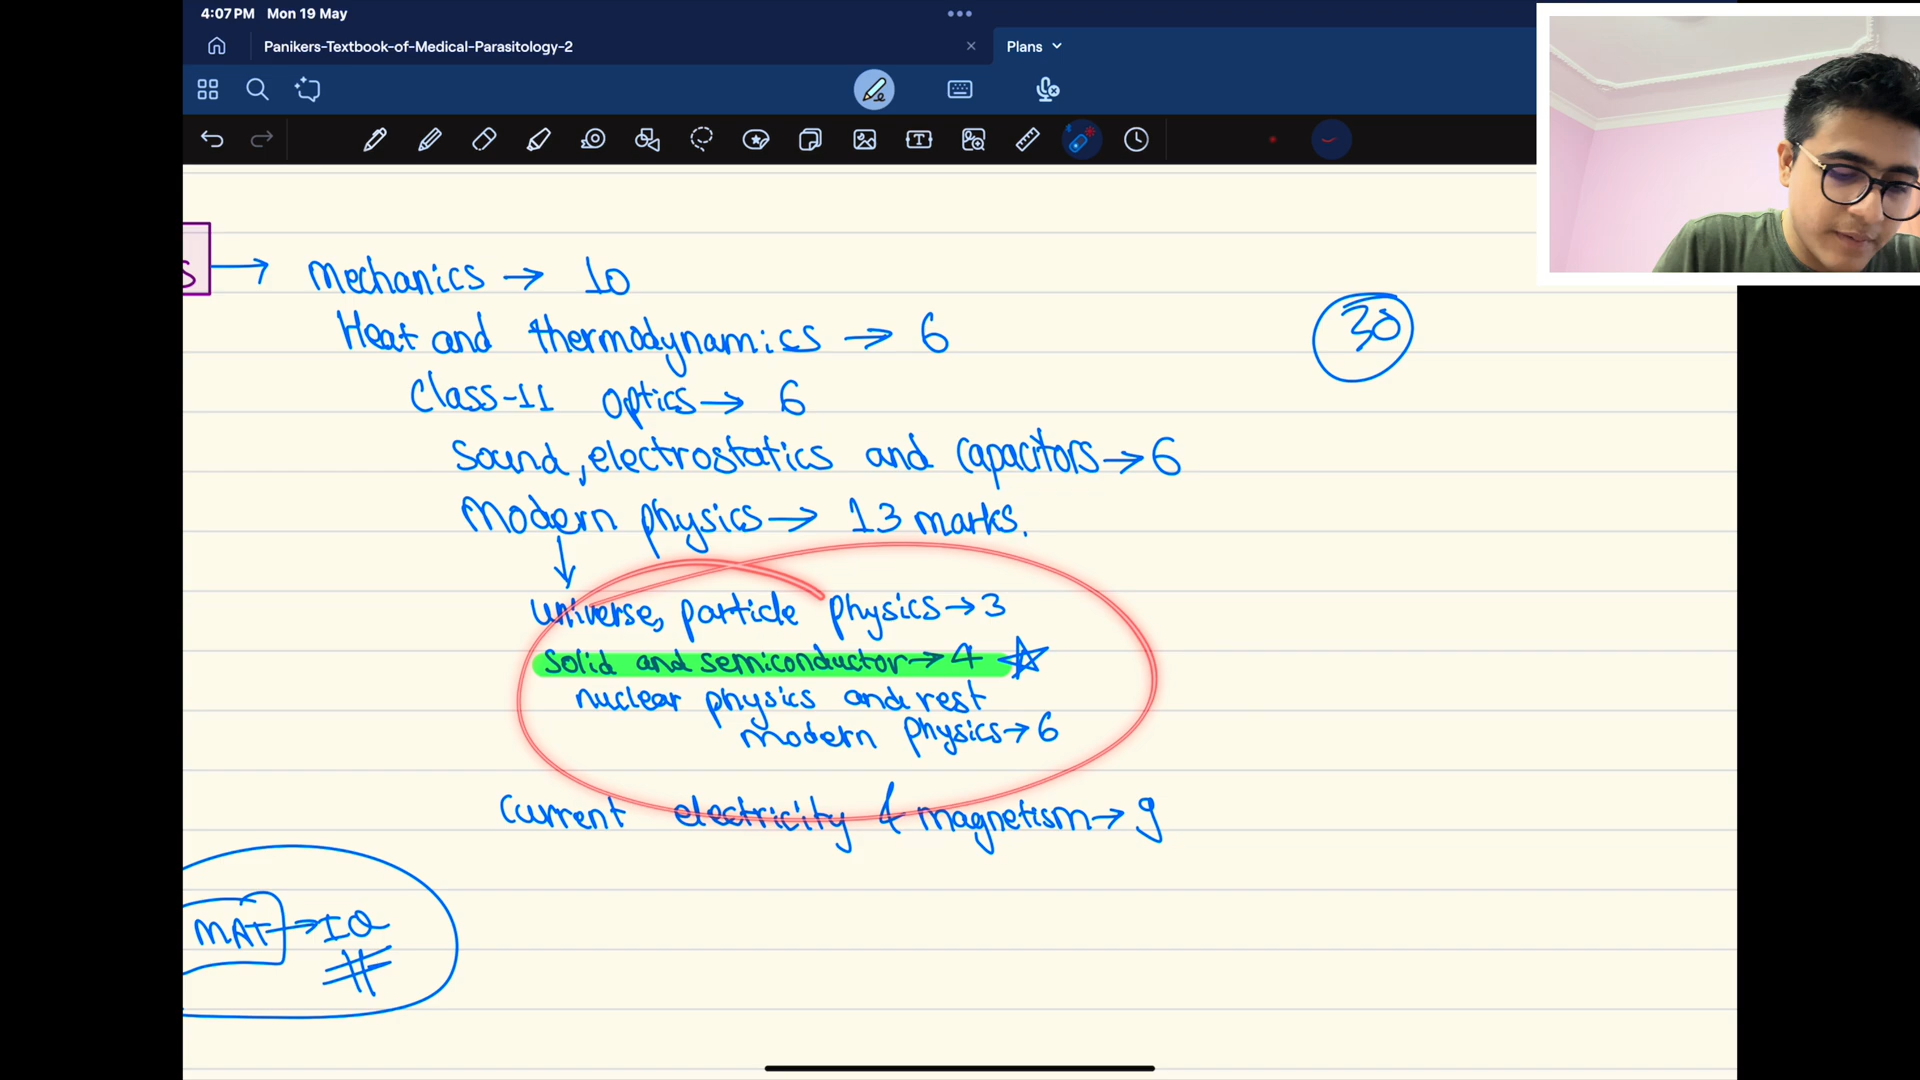 4:07 PM Mon 19 May
Panikers-Textbook-of-Medical-Parasitology-2
Plans
s → Mechanics → 10
30
Heat and thermodynamics → 6
Class-11 optics → 6
Sound, electrostatics and capacitors → 6
Modern physics → 13 marks.
Universe, particle physics → 3
Solid and semiconductor → 4
nuclear physics and rest
modern physics → 6
Current electricity & magnetism → 9
MAT → IQ